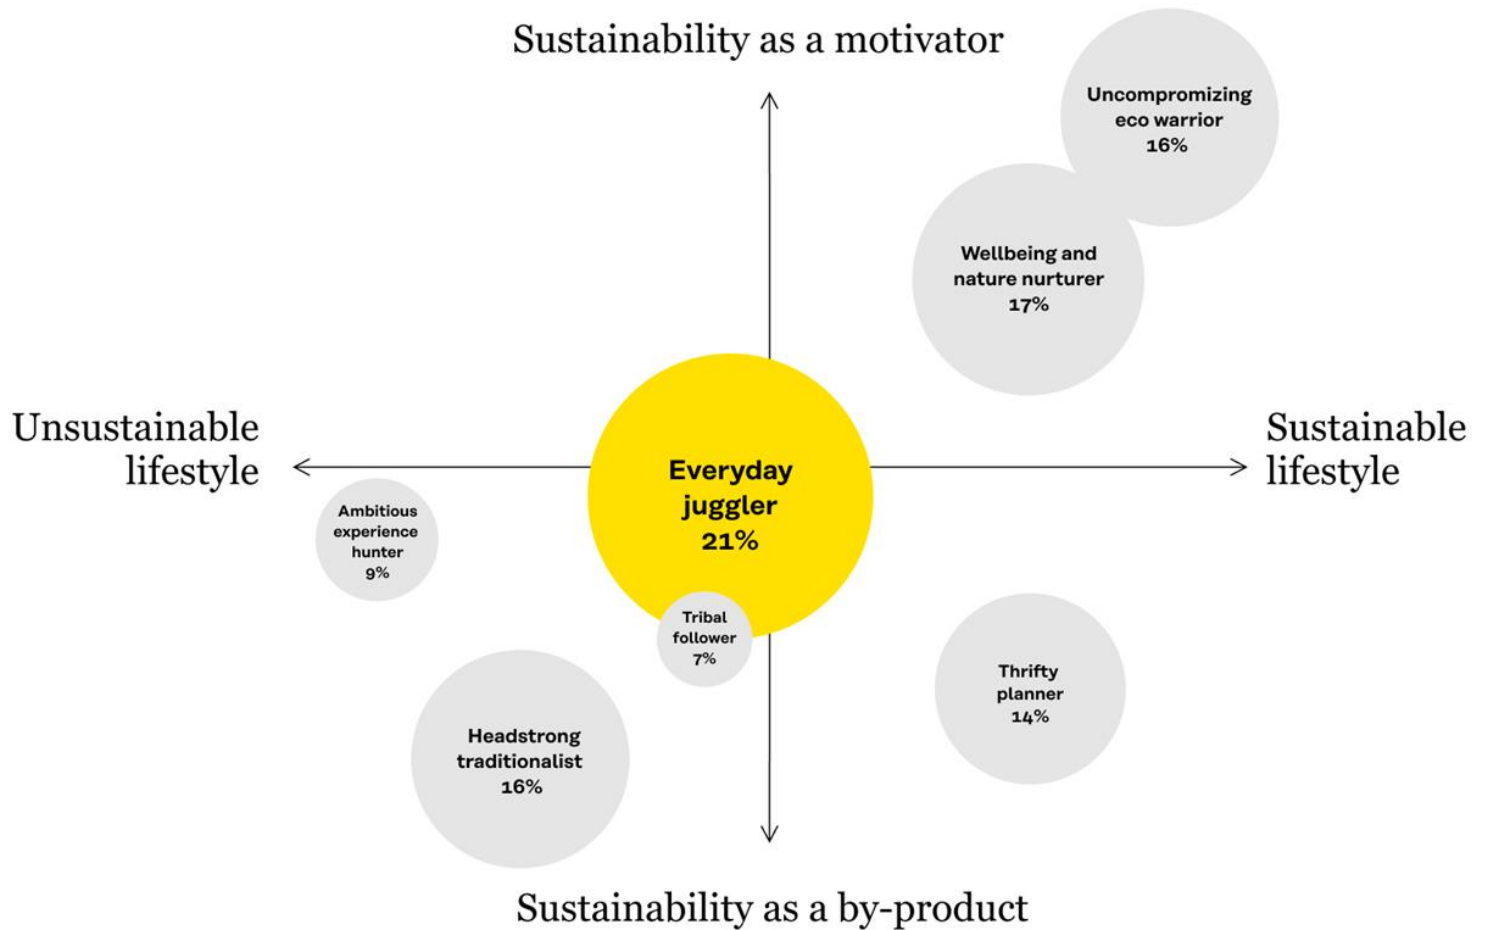 Sustainability as a motivator
Uncompromizing
eco warrior
16%
Wellbeing and
nature nurturer
17%
Unsustainable
lifestyle
Sustainable
lifestyle
Everyday
juggler
21%
Ambitious
experience
hunter
9%
Tribal
follower
7%
Thrifty
planner
14%
Headstrong
traditionalist
16%
Sustainability as a by-product